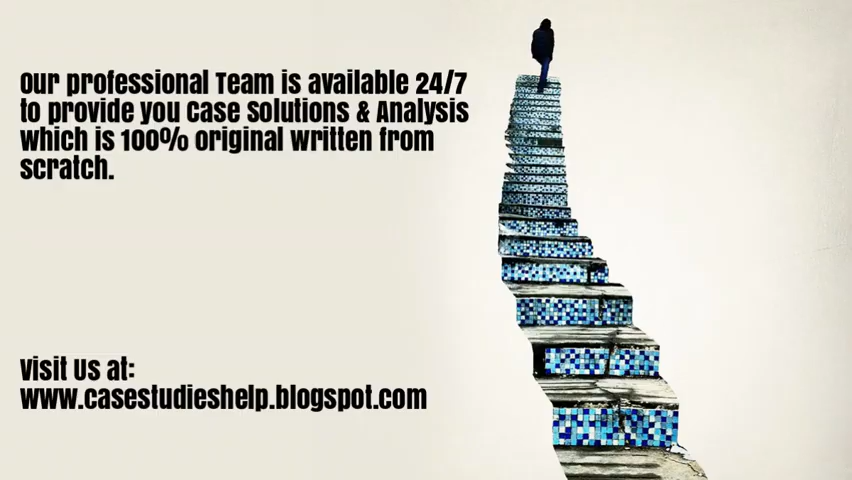 Our professional Team is available 24/7
to provide you Case Solutions & Analysis
which is 100% original written from
scratch.
Visit Us at:
www.casestudieshelp.blogspot.com